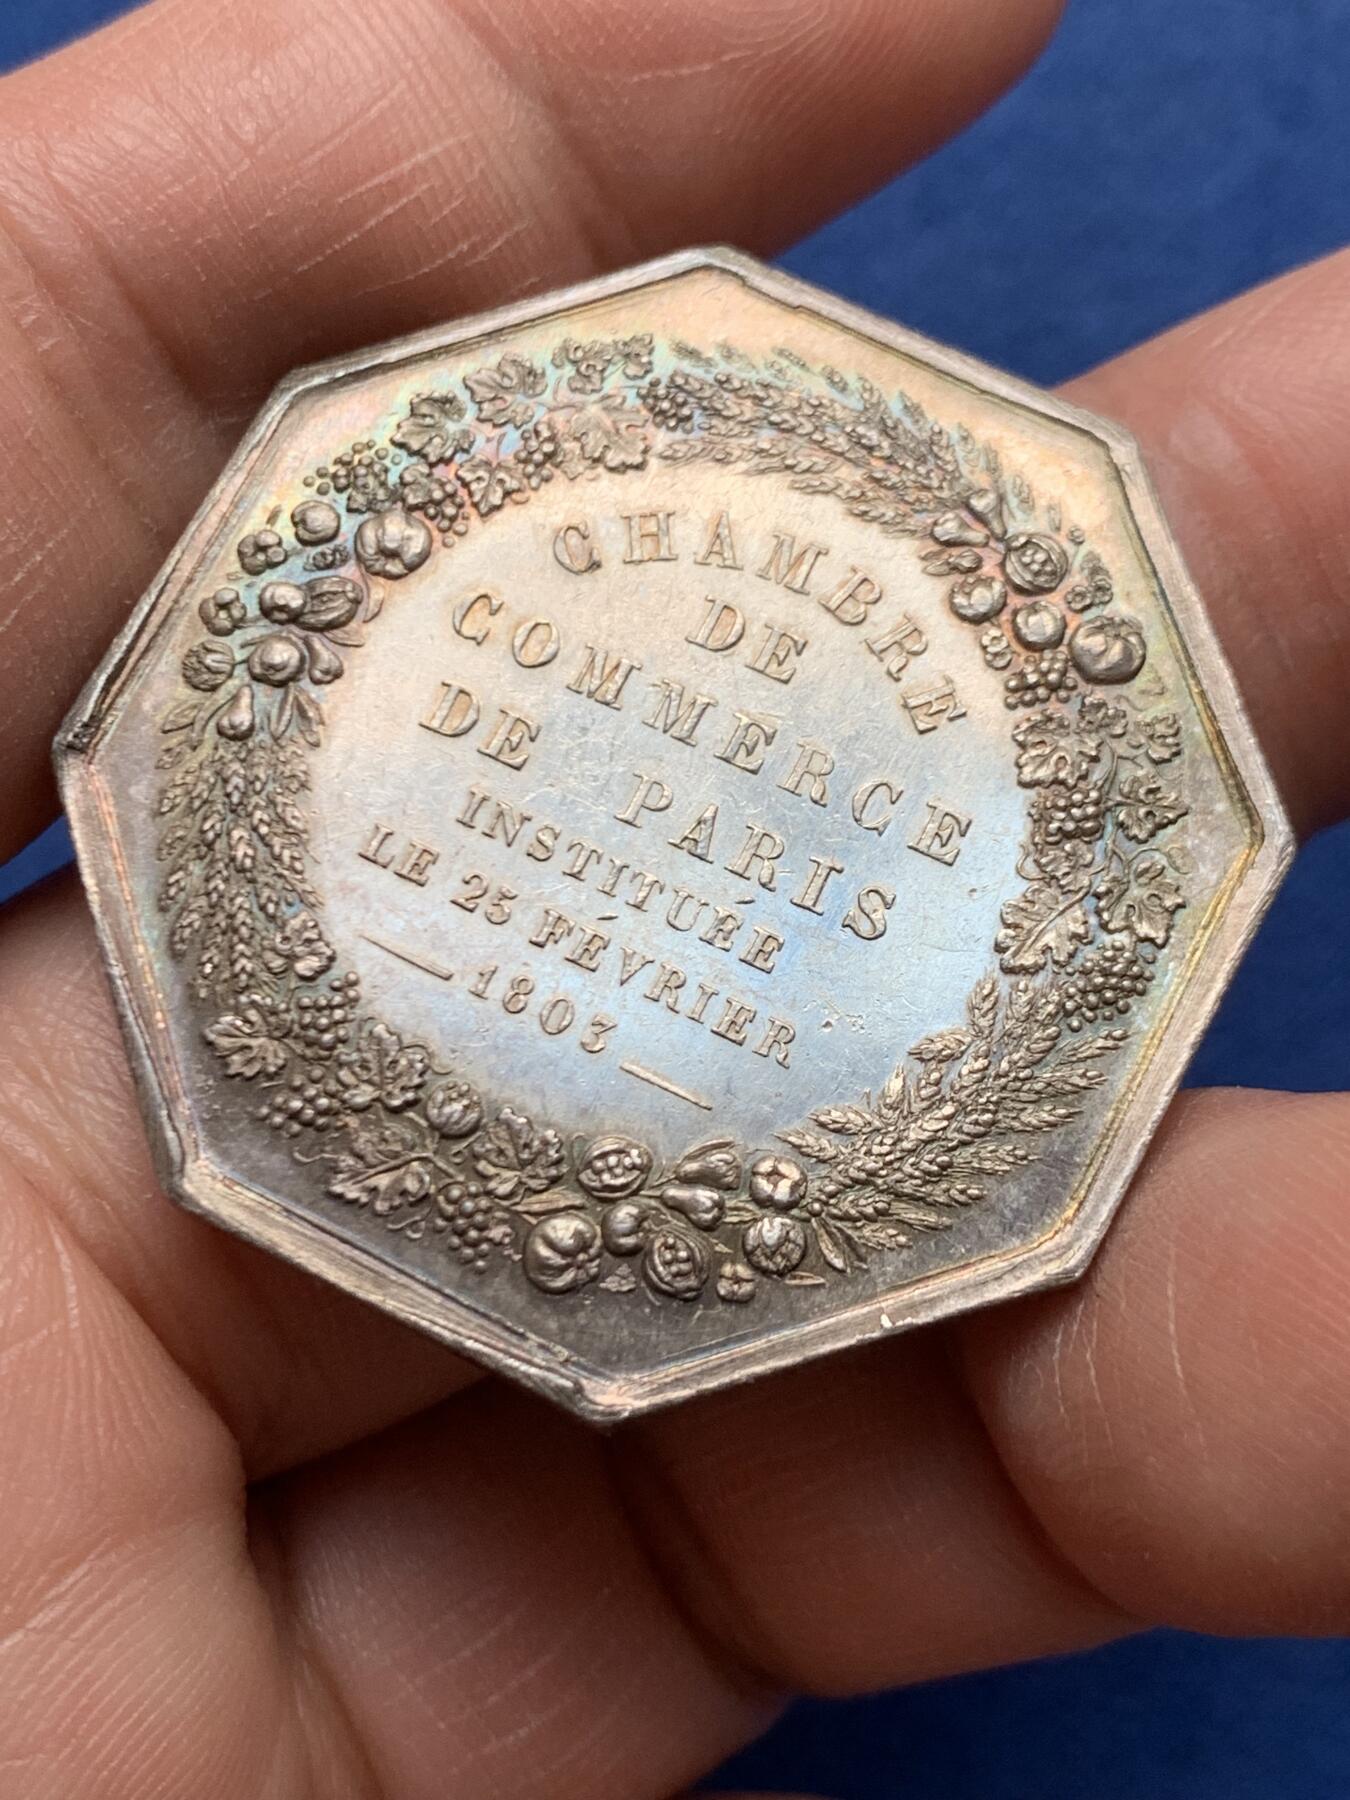 CHAMBRE
DE
COMMERCE
DE PARIS
INSTITUÉE
LE 25 FÉVRIER
1803